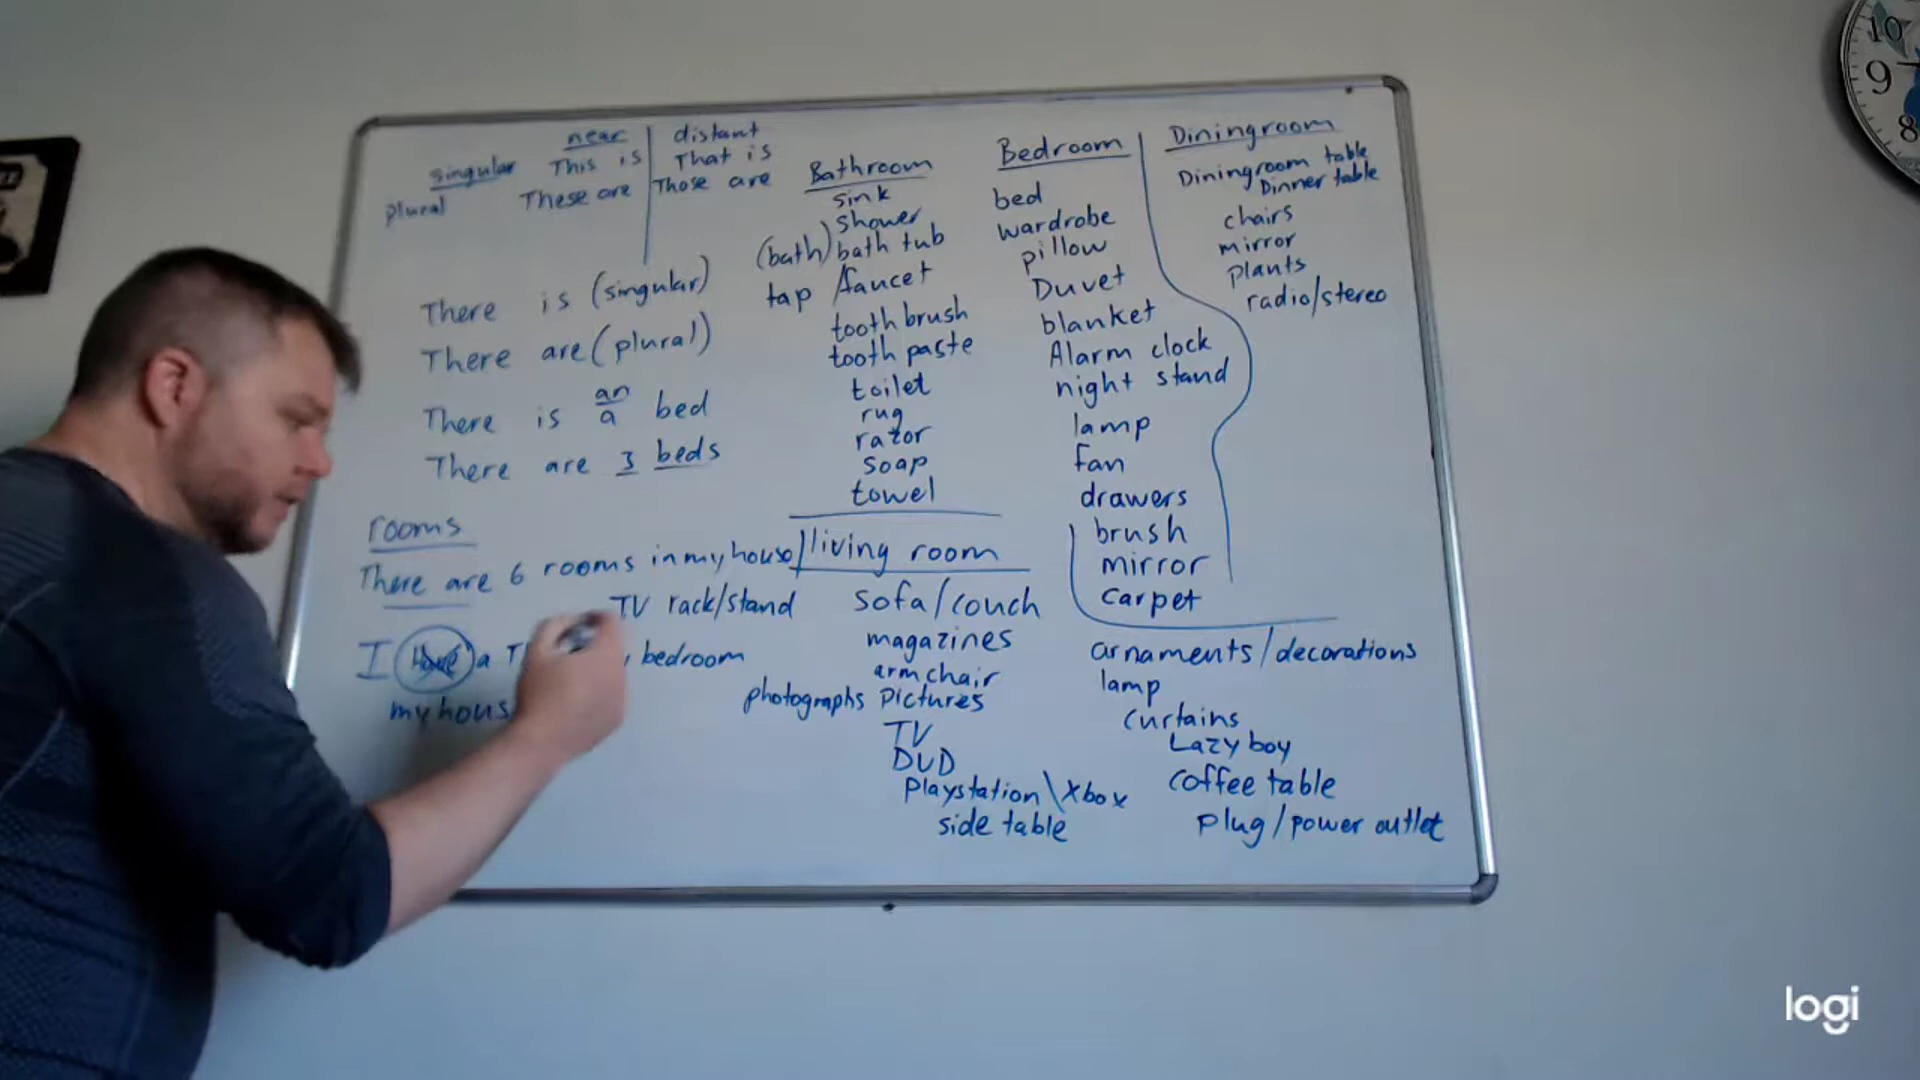 near | distant
singular This is | That is
plural These are | Those are
There is (singular)
There are (plural)
There is an
a bed
There are 3 beds
rooms
There are 6 rooms in my house
I have a bedroom
my hous
Bathroom
sink
shower
(bath) bath tub
tap /faucet
tooth brush
tooth paste
toilet
rug
razor
soap
towel
living room
TV rack/stand
sofa/couch
magazines
arm chair
photographs pictures
TV
DVD
Playstation\Xbox
side table
Bedroom
bed
wardrobe
pillow
Duvet
blanket
Alarm clock
night stand
lamp
fan
drawers
brush
mirror
carpet
arnaments/decorations
lamp
curtains
Lazy boy
coffee table
plug/power outlet
Diningroom
Diningroom table
Dinner table
chairs
mirror
plants
radio/stereo
10
9
8
logi